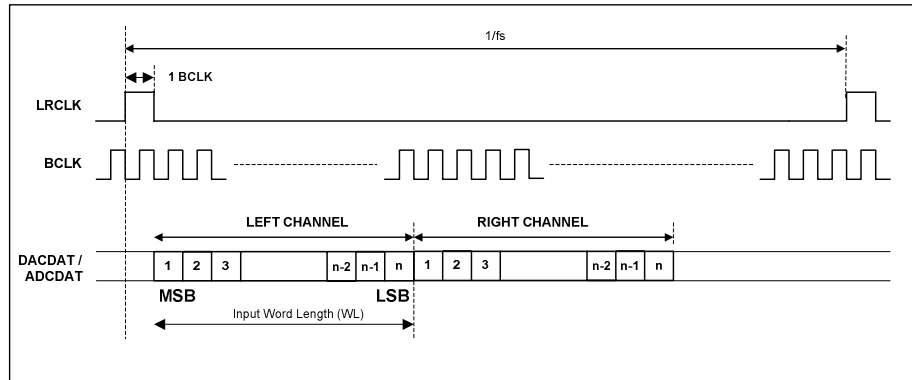 1/fs
1 BCLK
LRCLK
BCLK
LEFT CHANNEL
RIGHT CHANNEL
DACDAT /
ADCDAT
1 2 3 n-2 n-1 n 1 2 3 n-2 n-1 n
MSB LSB
Input Word Length (WL)